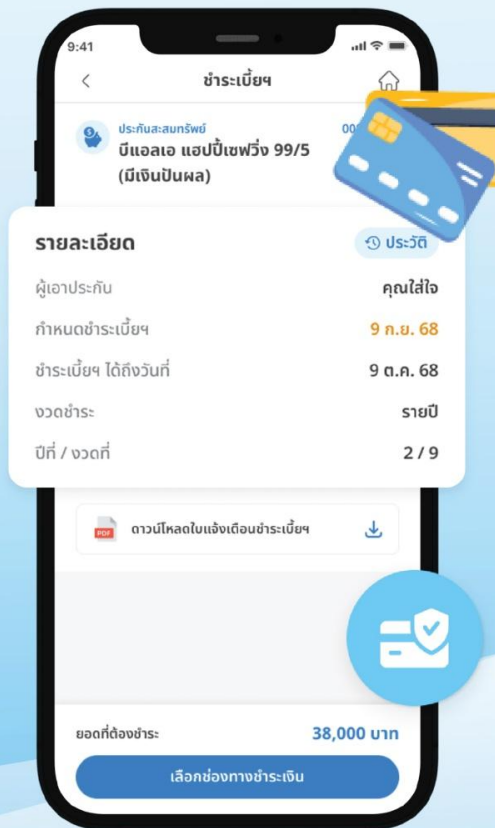 9:41
ชำระเบี้ยฯ
ประกันสะสมทรัพย์
บีแอลเอ แฮปปี้เซฟวิ่ง 99/5
(มีเงินปันผล)
รายละเอียด ประวัติ
ผู้เอาประกัน คุณใส่ใจ
กำหนดชำระเบี้ยฯ 9 ก.ย. 68
ชำระเบี้ยฯ ได้ถึงวันที่ 9 ต.ค. 68
งวดชำระ รายปี
ปีที่ / งวดที่ 2 / 9
PDF ดาวน์โหลดใบแจ้งเตือนชำระเบี้ยฯ
ยอดที่ต้องชำระ 38,000 บาท
เลือกช่องทางชำระเงิน